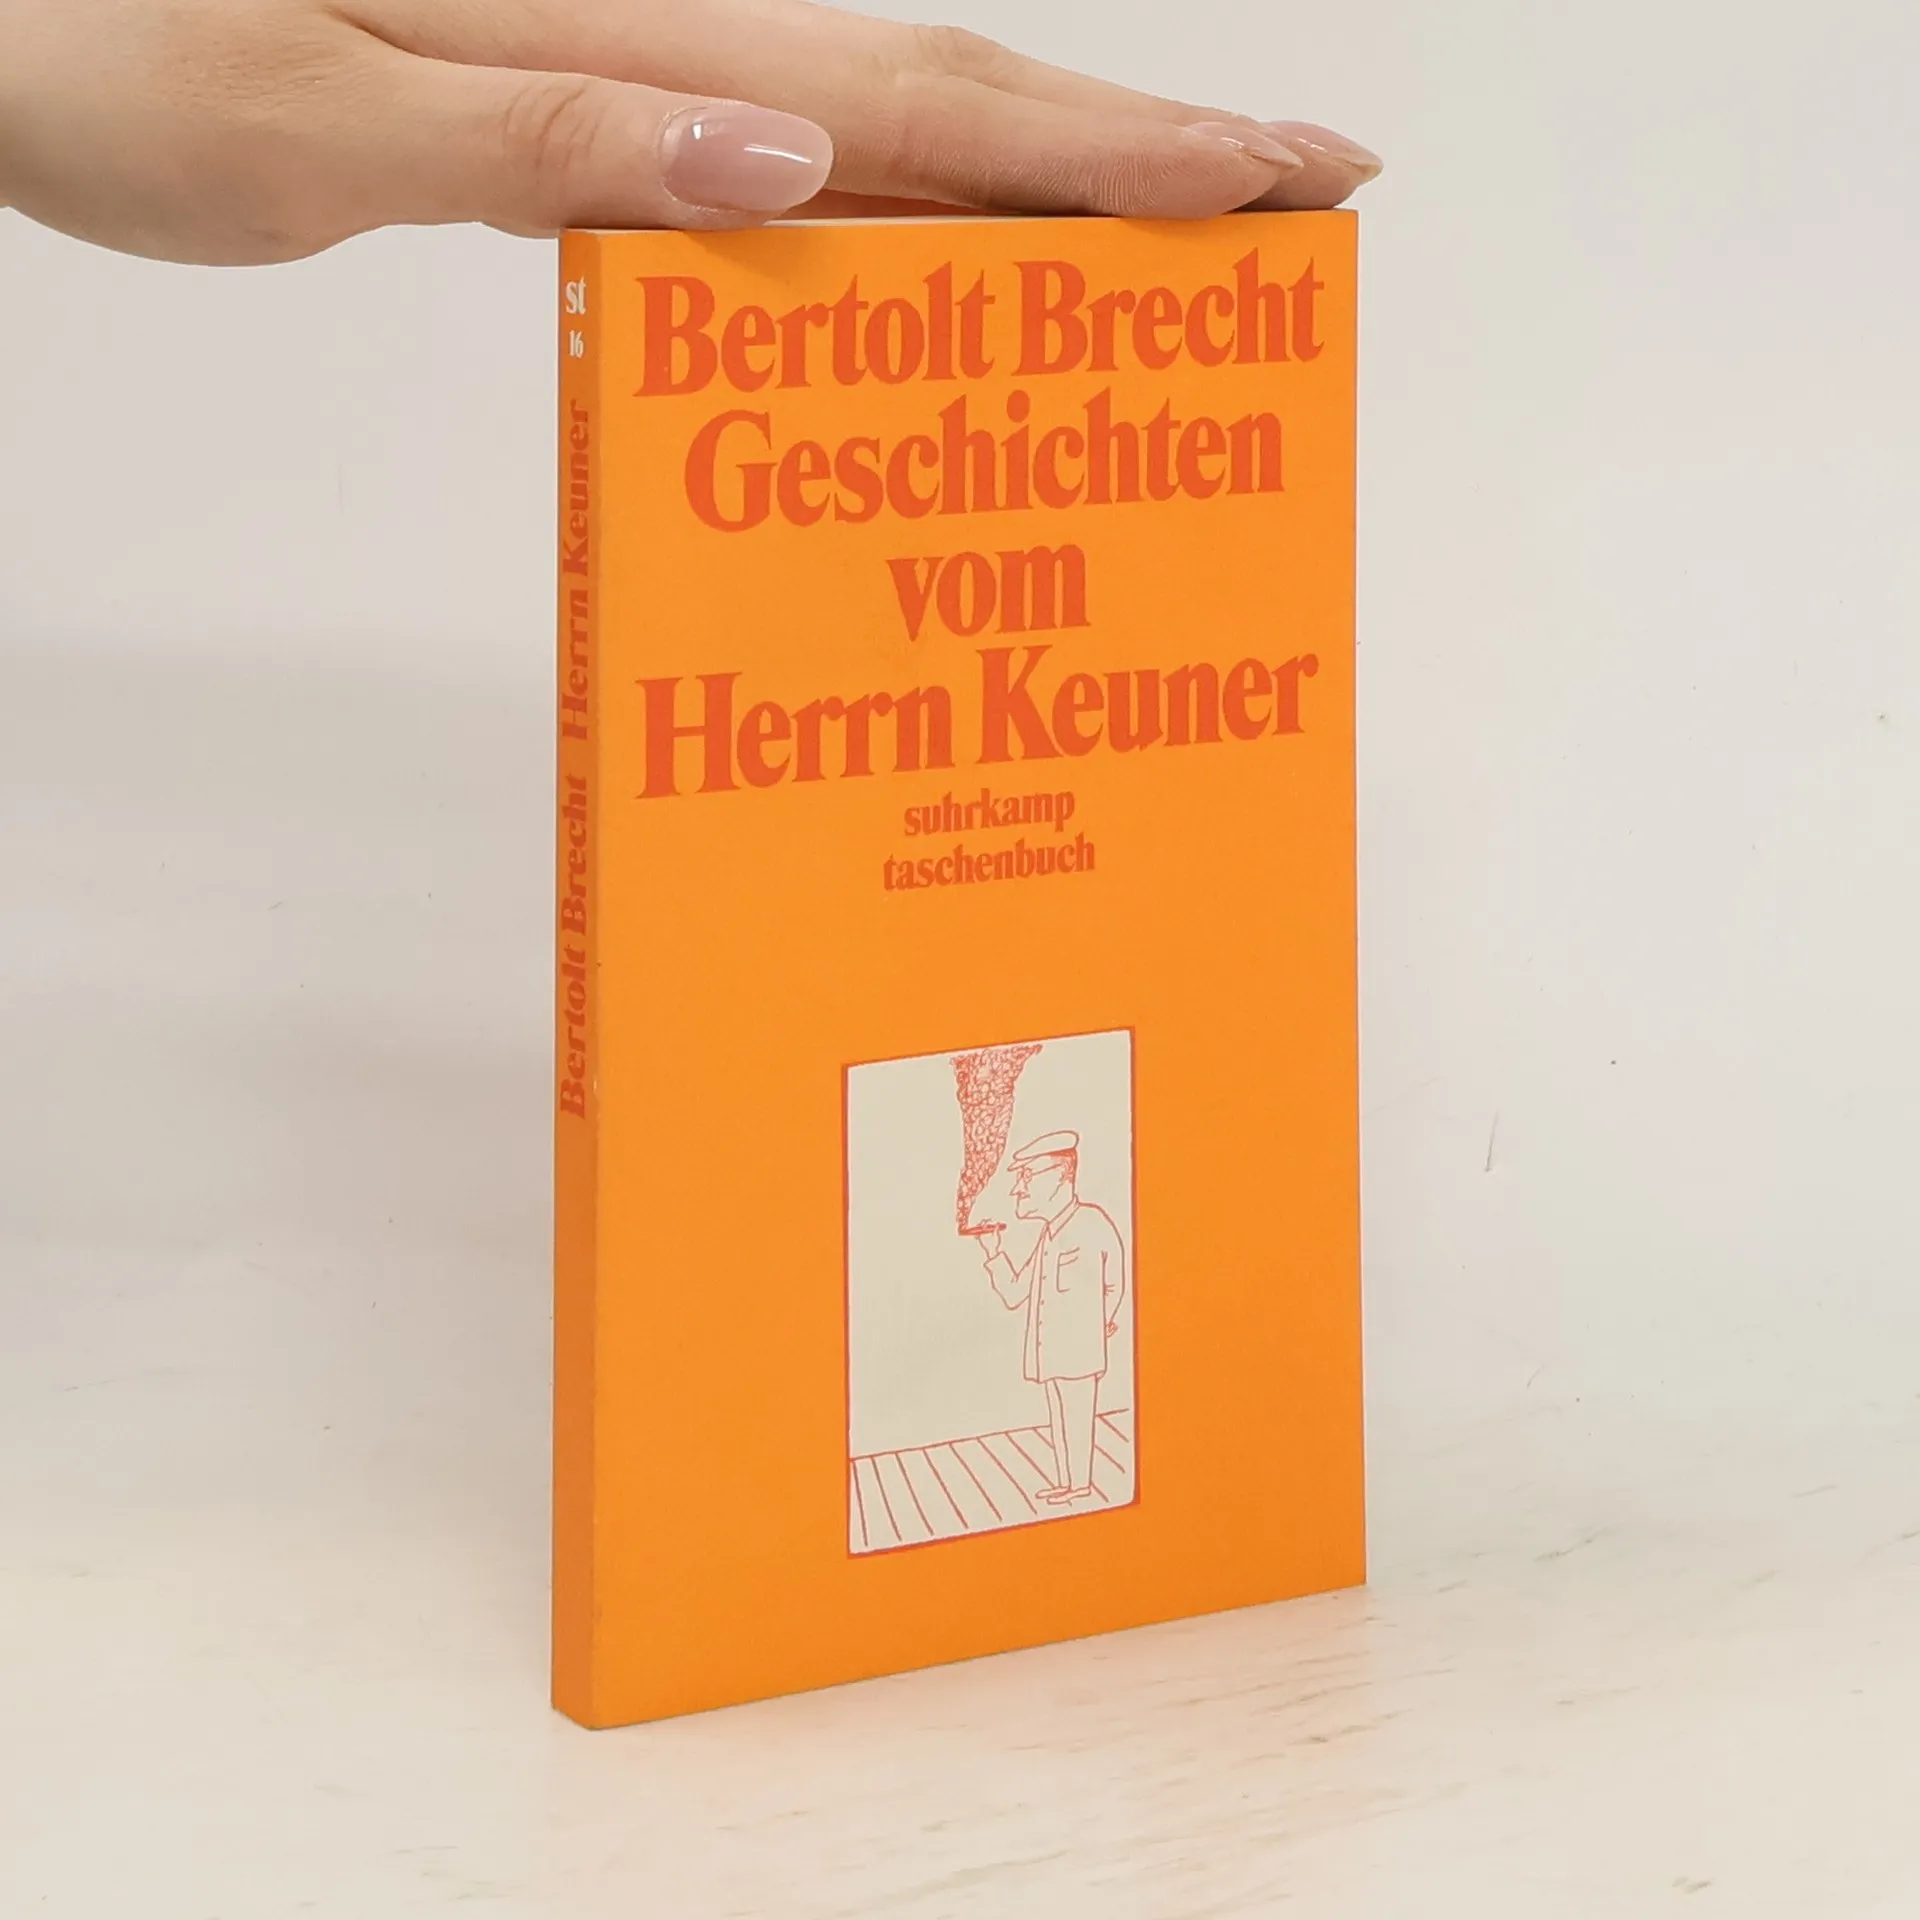 st
16
Bertolt Brecht Herrn Keuner
Bertolt Brecht
Geschichten
vom
Herrn Keuner
suhrkamp
taschenbuch